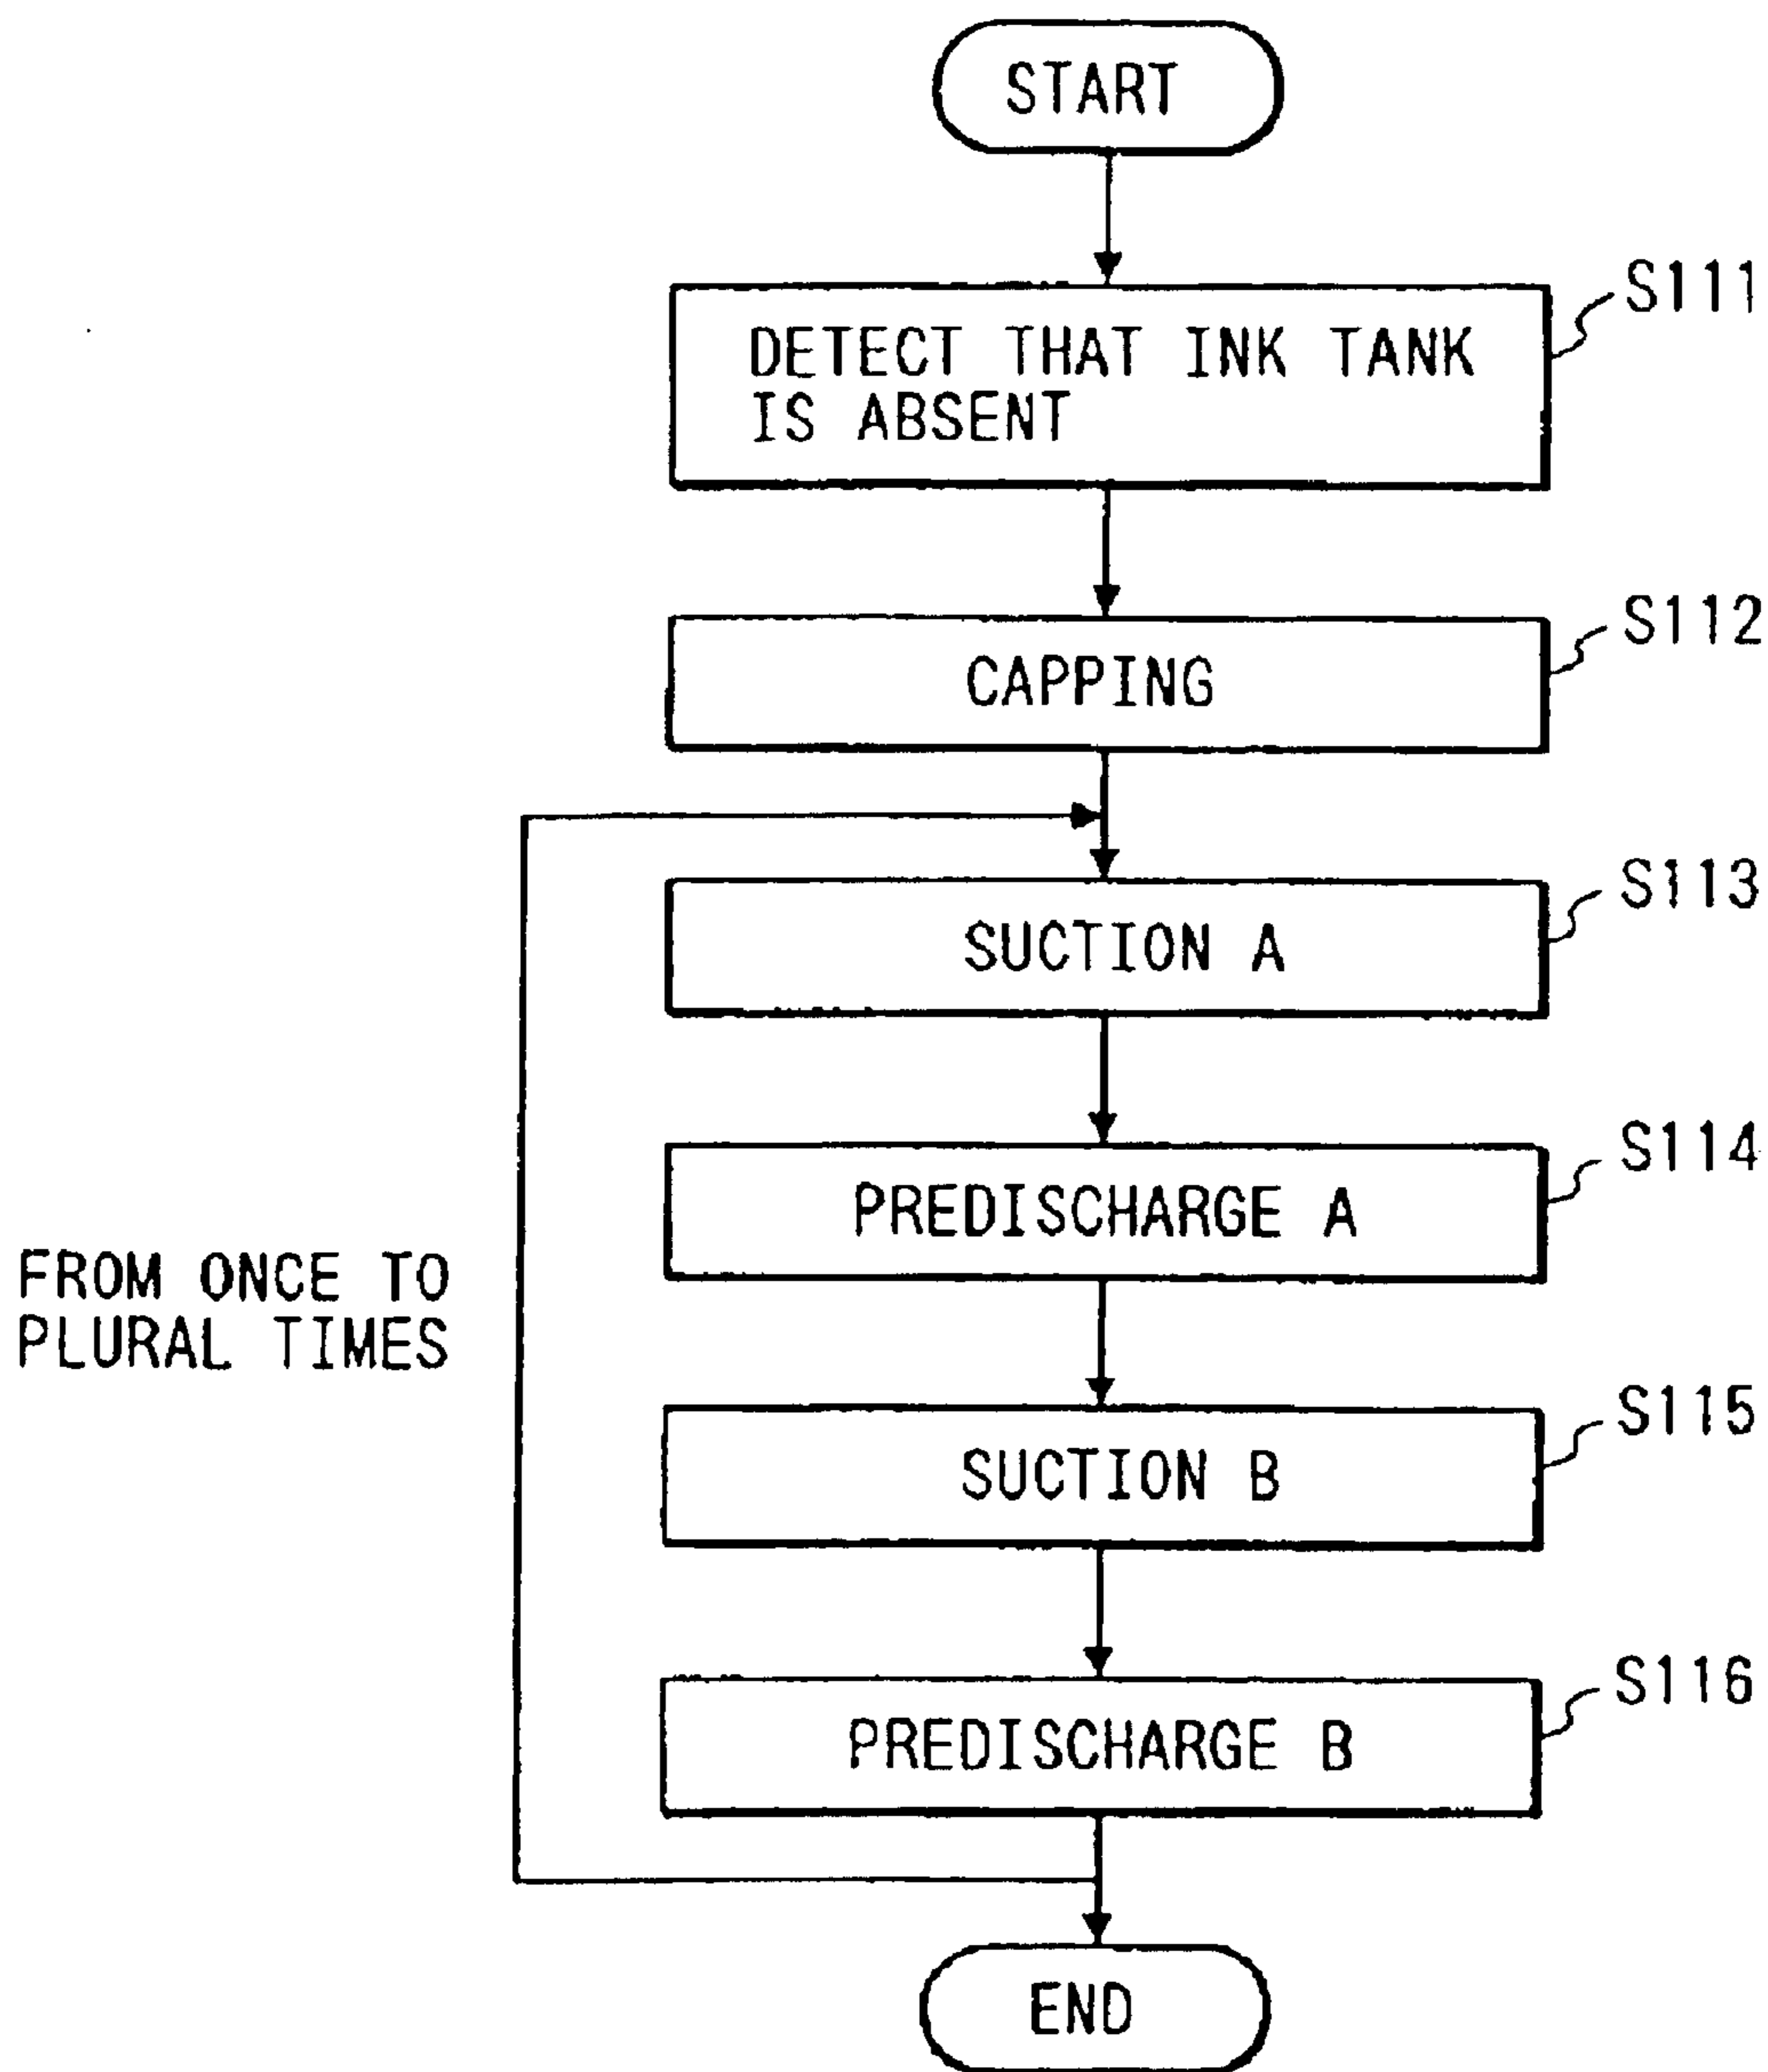 START
S111
DETECT THAT INK TANK
IS ABSENT
S112
CAPPING
S113
SUCTION A
S114
PREDISCHARGE A
FROM ONCE TO
PLURAL TIMES
S115
SUCTION B
S116
PREDISCHARGE B
END